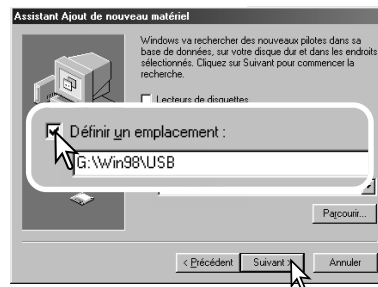 Assistant Ajout de nouveau matériel
Windows va rechercher des nouveaux pilotes dans sa
base de données, sur votre disque dur et dans les endroits
sélectionnés. Cliquez sur Suivant pour commencer la
recherche.
Lecteurs de disquettes
Définir un emplacement :
G:\Win98\USB
Parcourir...
< Précédent
Suivant >
Annuler